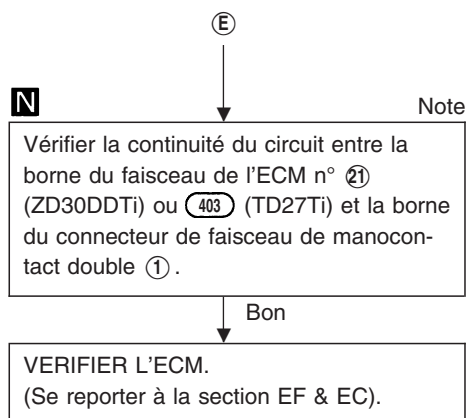 E
N
Note
Vérifier la continuité du circuit entre la
borne du faisceau de l'ECM n° 21
(ZD30DDTi) ou 403 (TD27Ti) et la borne
du connecteur de faisceau de manocon-
tact double 1.
Bon
VERIFIER L'ECM.
(Se reporter à la section EF & EC).